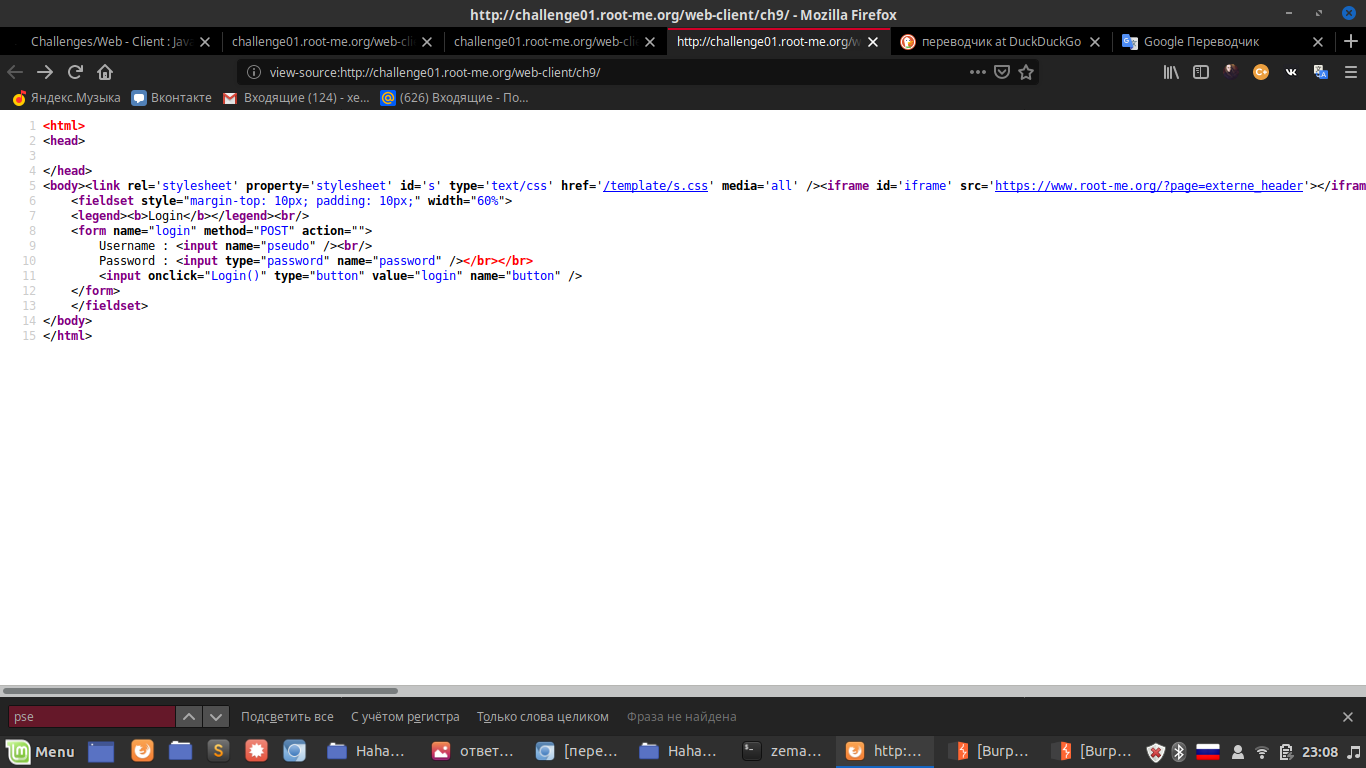 http://challenge01.root-me.org/web-client/ch9/ - Mozilla Firefox
Challenges/Web - Client : Java challenge01.root-me.org/web-cli challenge01.root-me.org/web-cli http://challenge01.root-me.org/w переводчик at DuckDuckGo Google Переводчик
view-source:http://challenge01.root-me.org/web-client/ch9/
Яндекс.Музыка Вконтакте Входящие (124) - xe... (626) Входящие - По...
1 <html>
2 <head>
3
4 </head>
5 <body><link rel='stylesheet' property='stylesheet' id='s' type='text/css' href='/template/s.css' media='all' /><iframe id='iframe' src='https://www.root-me.org/?page=externe_header'></ifram
6 <fieldset style="margin-top: 10px; padding: 10px;" width="60%">
7 <legend><b>Login</b></legend><br/>
8 <form name="login" method="POST" action="">
9 Username : <input name="pseudo" /><br/>
10 Password : <input type="password" name="password" /></br></br>
11 <input onclick="Login()" type="button" value="login" name="button" />
12 </form>
13 </fieldset>
14 </body>
15 </html>
pse Подсветить все С учётом регистра Только слова целиком Фраза не найдена
Menu S Haha... ответ... [пере... Haha... zema... http:... [Burp... [Burp... 23:08